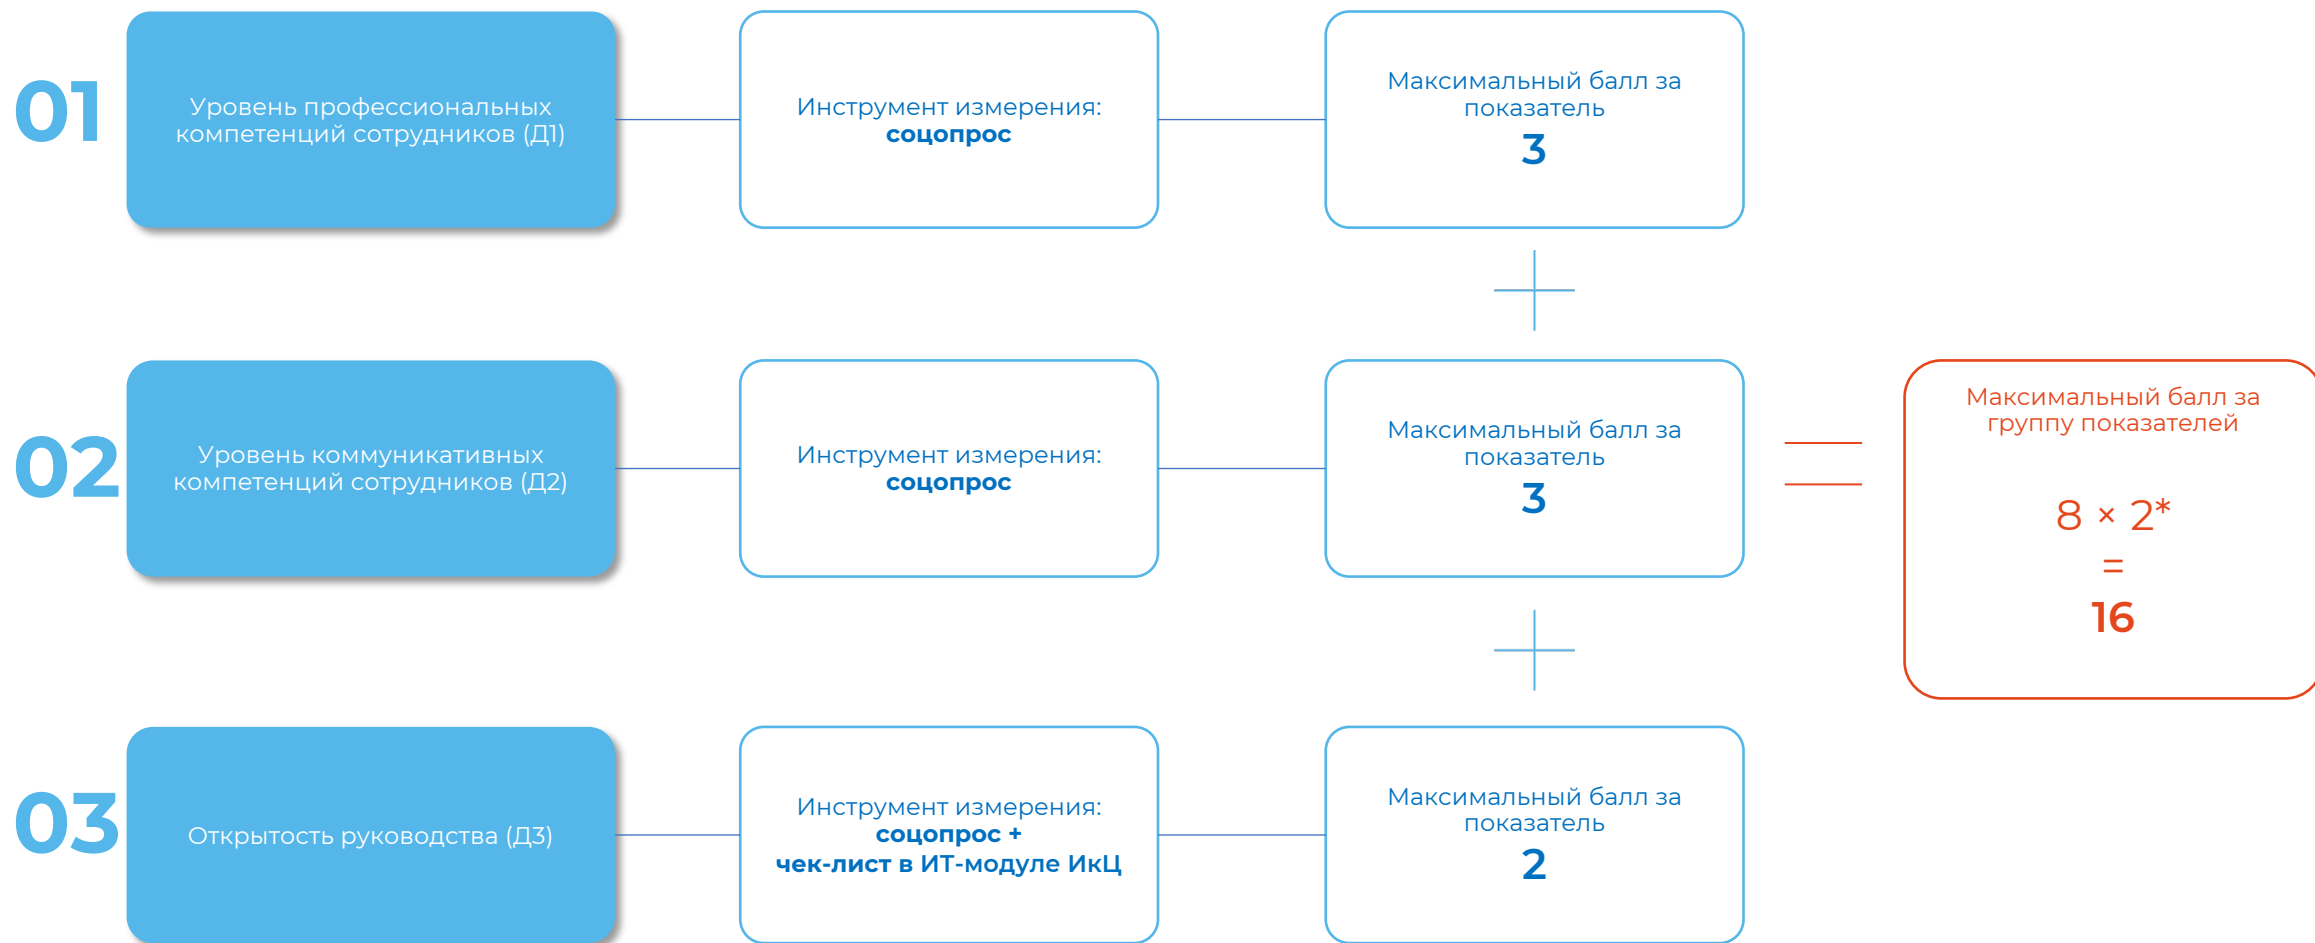 01
Уровень профессиональных
компетенций сотрудников (Д1)
Инструмент измерения:
соцопрос
Максимальный балл за
показатель
3
02
Уровень коммуникативных
компетенций сотрудников (Д2)
Инструмент измерения:
соцопрос
Максимальный балл за
показатель
3
Максимальный балл за
группу показателей
8 × 2*
=
16
03
Открытость руководства (Д3)
Инструмент измерения:
соцопрос +
чек-лист в ИТ-модуле ИкЦ
Максимальный балл за
показатель
2